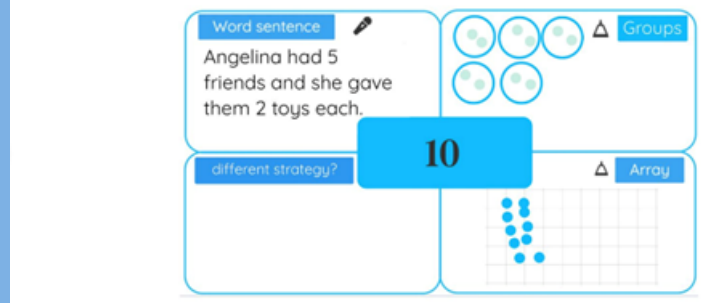 Word sentence
Angelina had 5
friends and she gave
them 2 toys each.
Groups
10
different strategy?
Array